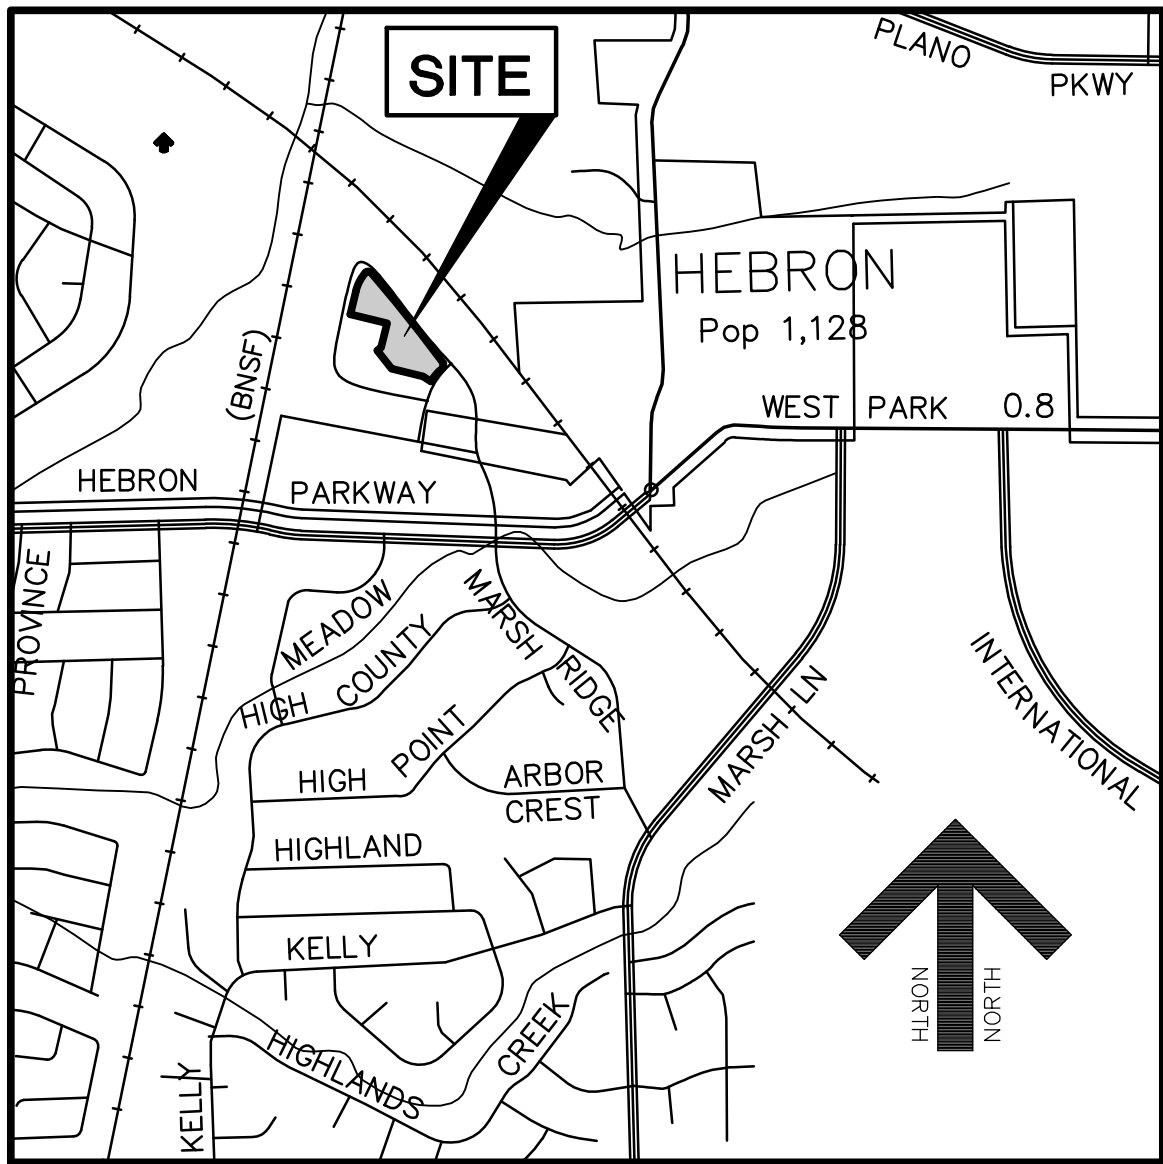 PLANO
PKWY
SITE
HEBRON
Pop 1,128
(BNSF)
WEST PARK 0.8
HEBRON PARKWAY
PROVINCE
MEADOW
MARSH RIDGE
HIGH COUNTY
INTERNATIONAL
MARSH LN
HIGH POINT
ARBOR
CREST
HIGHLAND
KELLY
NORTH
NORTH
CREEK
HIGHLANDS
KELLY